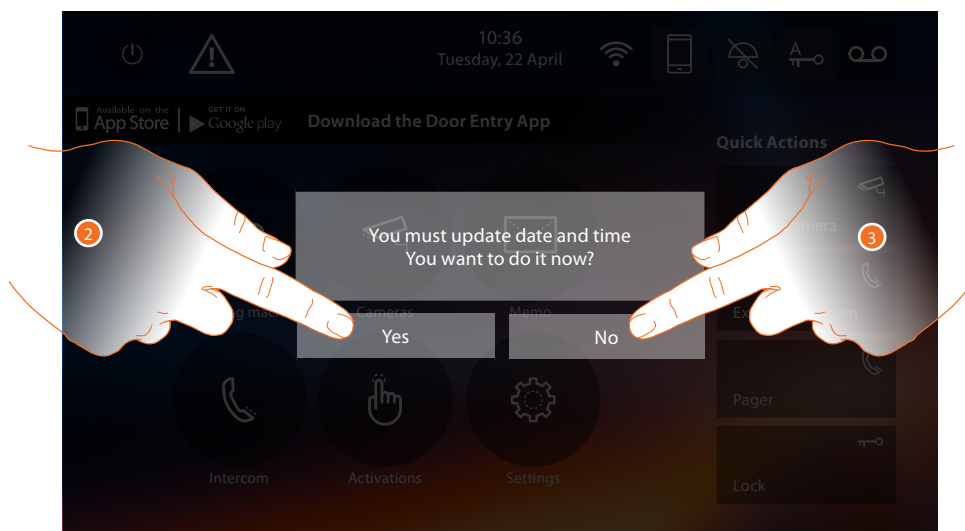 10:36
Tuesday, 22 April
A
Available on the
App Store
GET IT ON
Google play
Download the Door Entry App
Quick Actions
2
3
You must update date and time
You want to do it now?
Cameras
Memo
Yes
No
Pager
Intercom
Activations
Settings
Lock